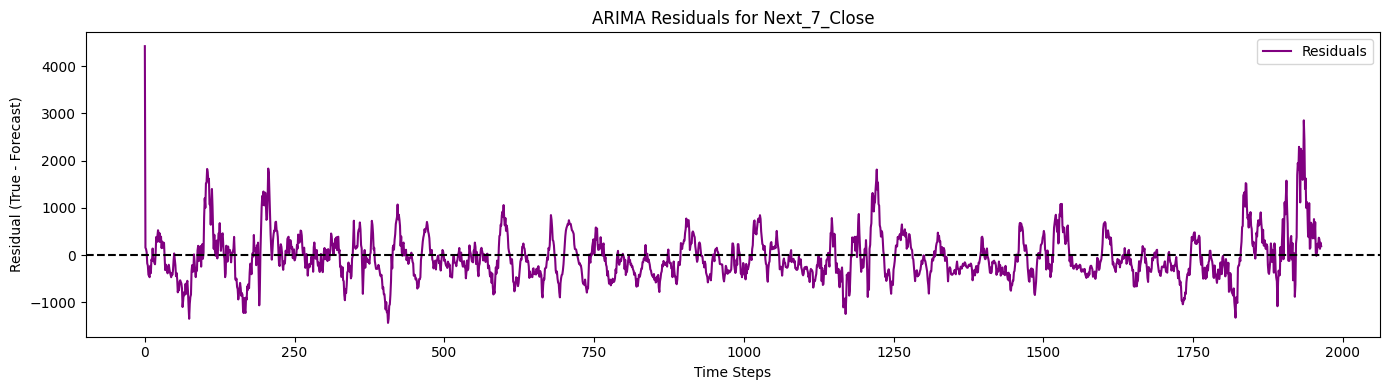 ARIMA Residuals for Next_7_Close
Residuals
Residual (True - Forecast)
4000
3000
2000
1000
0
−1000
0 250 500 750 1000 1250 1500 1750 2000
Time Steps